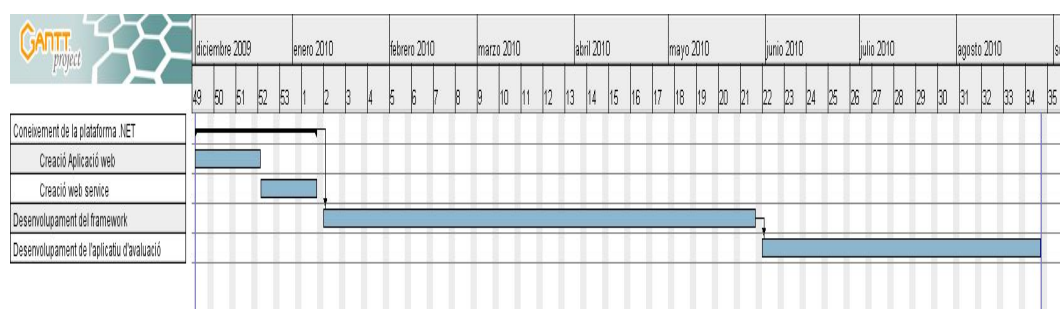 GANTT
project
diciembre 2009 enero 2010 febrero 2010 marzo 2010 abril 2010 mayo 2010 junio 2010 julio 2010 agosto 2010
49 50 51 52 53 1 2 3 4 5 6 7 8 9 10 11 12 13 14 15 16 17 18 19 20 21 22 23 24 25 26 27 28 29 30 31 32 33 34 35
Coneixement de la plataforma .NET
Creació Aplicació web
Creació web service
Desenvolupament del framework
Desenvolupament de l'aplicatiu d'avaluació